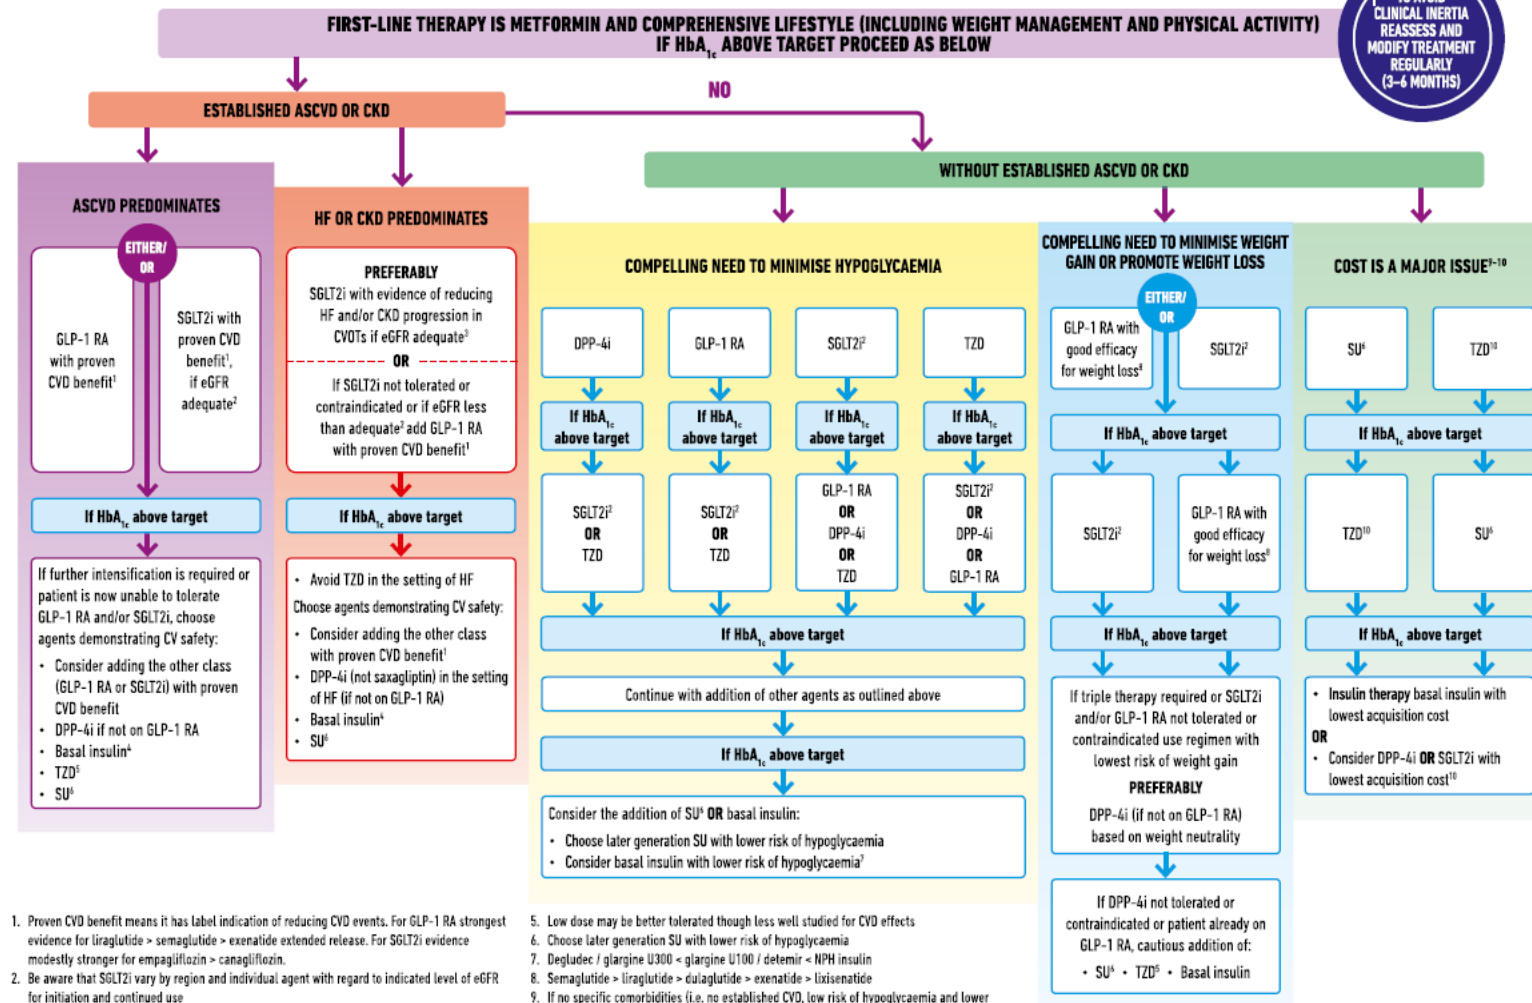 FIRST-LINE THERAPY IS METFORMIN AND COMPREHENSIVE LIFESTYLE (INCLUDING WEIGHT MANAGEMENT AND PHYSICAL ACTIVITY)
IF HbA1c ABOVE TARGET PROCEED AS BELOW
TO AVOID
CLINICAL INERTIA
REASSESS AND
MODIFY TREATMENT
REGULARLY
(3–6 MONTHS)
NO
ESTABLISHED ASCVD OR CKD
WITHOUT ESTABLISHED ASCVD OR CKD
ASCVD PREDOMINATES
EITHER/
OR
GLP-1 RA
with proven
CVD benefit¹
SGLT2i with
proven CVD
benefit¹,
if eGFR
adequate²
If HbA1c above target
If further intensification is required or
patient is now unable to tolerate
GLP-1 RA and/or SGLT2i, choose
agents demonstrating CV safety:
• Consider adding the other class
(GLP-1 RA or SGLT2i) with proven
CVD benefit
• DPP-4i if not on GLP-1 RA
• Basal insulin⁴
• TZD⁵
• SU⁶
HF OR CKD PREDOMINATES
PREFERABLY
SGLT2i with evidence of reducing
HF and/or CKD progression in
CVOTs if eGFR adequate³
OR
If SGLT2i not tolerated or
contraindicated or if eGFR less
than adequate² add GLP-1 RA
with proven CVD benefit¹
If HbA1c above target
• Avoid TZD in the setting of HF
Choose agents demonstrating CV safety:
• Consider adding the other class
with proven CVD benefit¹
• DPP-4i (not saxagliptin) in the setting
of HF (if not on GLP-1 RA)
• Basal insulin⁴
• SU⁶
COMPELLING NEED TO MINIMISE HYPOGLYCAEMIA
DPP-4i
If HbA1c
above target
SGLT2i²
OR
TZD
GLP-1 RA
If HbA1c
above target
SGLT2i²
OR
TZD
SGLT2i²
If HbA1c
above target
GLP-1 RA
OR
DPP-4i
OR
TZD
TZD
If HbA1c
above target
SGLT2i²
OR
DPP-4i
OR
GLP-1 RA
If HbA1c above target
Continue with addition of other agents as outlined above
If HbA1c above target
Consider the addition of SU⁶ OR basal insulin:
• Choose later generation SU with lower risk of hypoglycaemia
• Consider basal insulin with lower risk of hypoglycaemia⁷
COMPELLING NEED TO MINIMISE WEIGHT
GAIN OR PROMOTE WEIGHT LOSS
EITHER/
OR
GLP-1 RA with
good efficacy
for weight loss⁸
SGLT2i²
If HbA1c above target
SGLT2i²
GLP-1 RA with
good efficacy
for weight loss⁸
If HbA1c above target
If triple therapy required or SGLT2i
and/or GLP-1 RA not tolerated or
contraindicated use regimen with
lowest risk of weight gain
PREFERABLY
DPP-4i (if not on GLP-1 RA)
based on weight neutrality
If DPP-4i not tolerated or
contraindicated or patient already on
GLP-1 RA, cautious addition of:
• SU⁶ • TZD⁵ • Basal insulin
COST IS A MAJOR ISSUE⁹⁻¹⁰
SU⁶
TZD¹⁰
If HbA1c above target
TZD¹⁰
SU⁶
If HbA1c above target
• Insulin therapy basal insulin with
lowest acquisition cost
OR
• Consider DPP-4i OR SGLT2i with
lowest acquisition cost¹⁰
1. Proven CVD benefit means it has label indication of reducing CVD events. For GLP-1 RA strongest
evidence for liraglutide > semaglutide > exenatide extended release. For SGLT2i evidence
modestly stronger for empagliflozin > canagliflozin.
2. Be aware that SGLT2i vary by region and individual agent with regard to indicated level of eGFR
for initiation and continued use
5. Low dose may be better tolerated though less well studied for CVD effects
6. Choose later generation SU with lower risk of hypoglycaemia
7. Degludec / glargine U300 < glargine U100 / detemir < NPH insulin
8. Semaglutide > liraglutide > dulaglutide > exenatide > lixisenatide
9. If no specific comorbidities (i.e. no established CVD, low risk of hypoglycaemia and lower